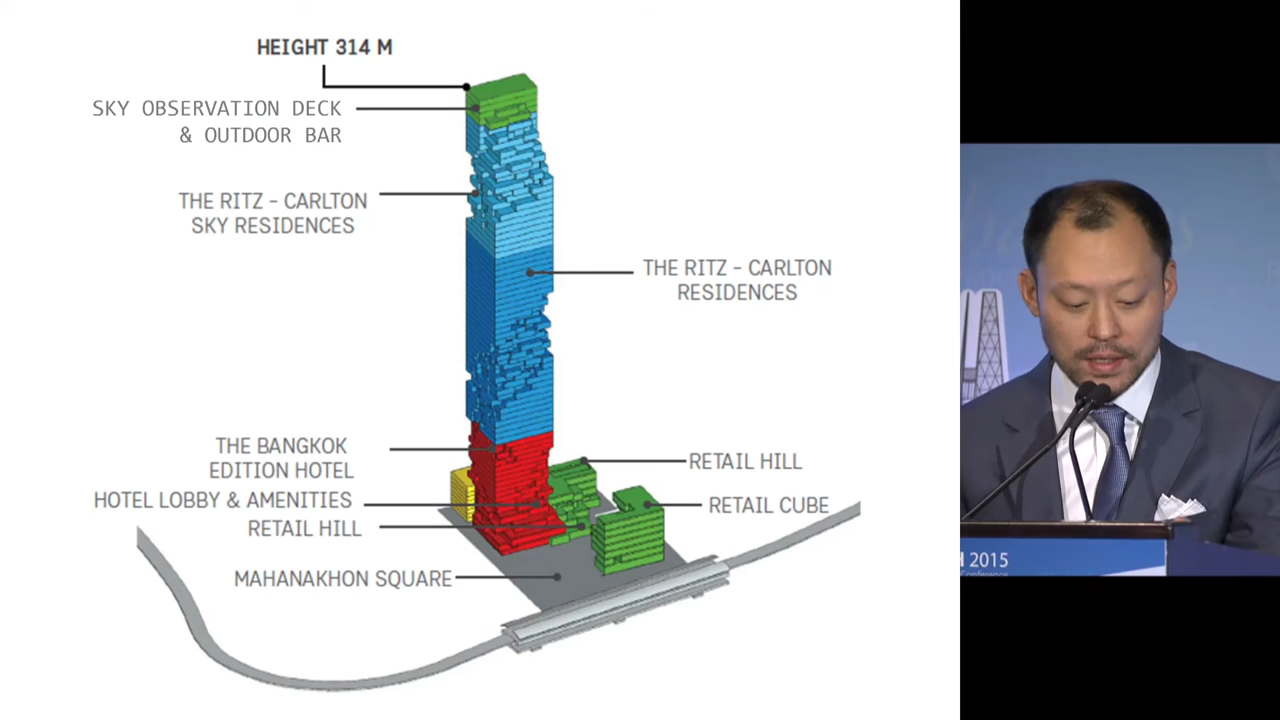 HEIGHT 314 M
SKY OBSERVATION DECK
& OUTDOOR BAR
THE RITZ - CARLTON
SKY RESIDENCES
THE RITZ - CARLTON
RESIDENCES
THE BANGKOK
EDITION HOTEL
HOTEL LOBBY & AMENITIES
RETAIL HILL
RETAIL HILL
RETAIL CUBE
MAHANAKHON SQUARE
2015
Conference